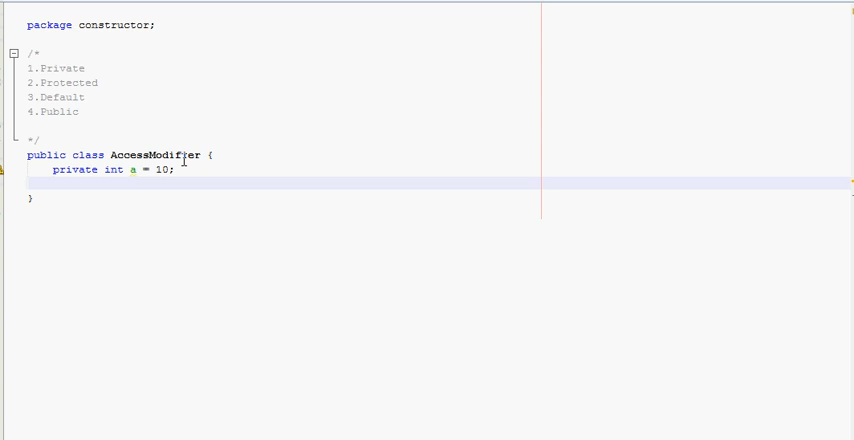 package constructor;
/*
1.Private
2.Protected
3.Default
4.Public
*/
public class AccessModifier {
private int a = 10;
}